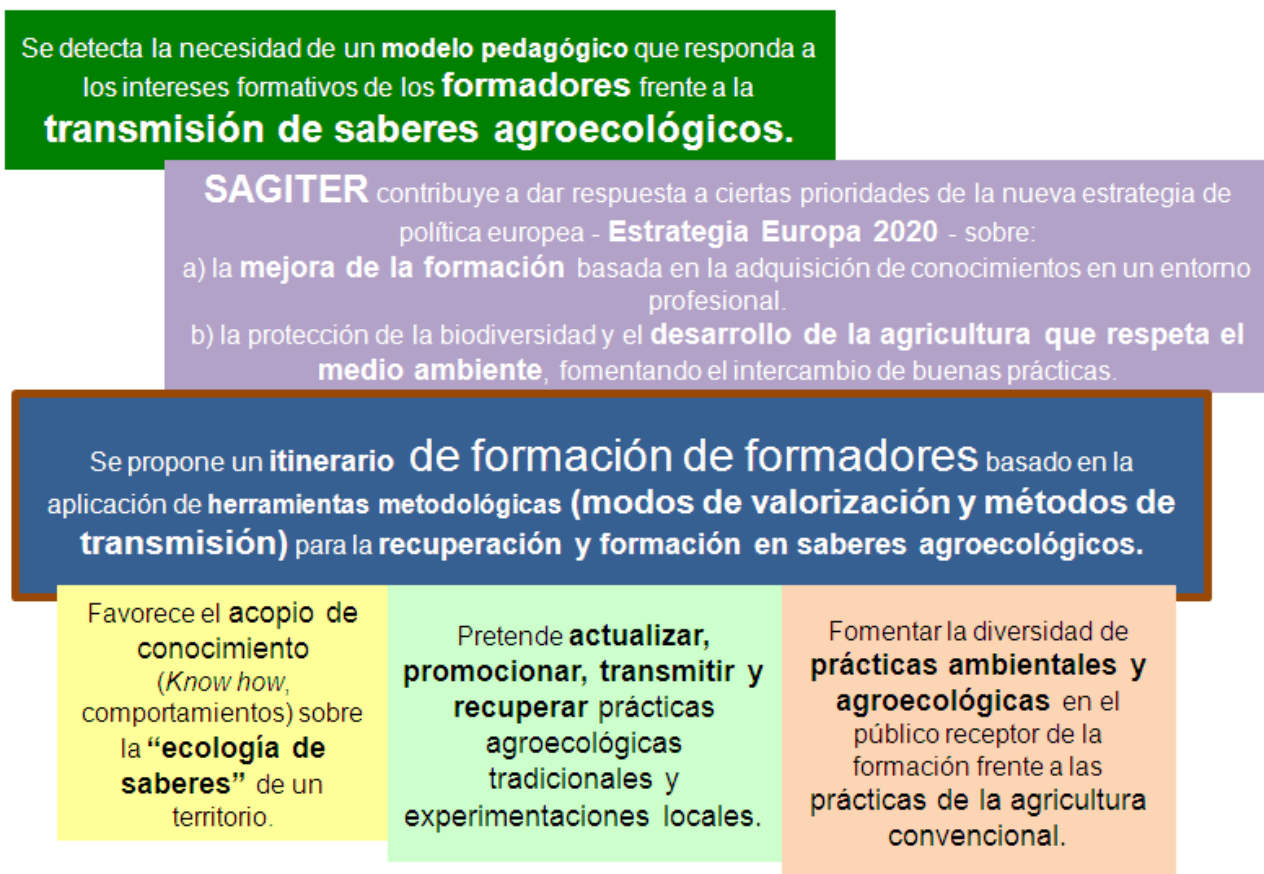 Se detecta la necesidad de un modelo pedagógico que responda a
los intereses formativos de los formadores frente a la
transmisión de saberes agroecológicos.
SAGITER contribuye a dar respuesta a ciertas prioridades de la nueva estrategia de
política europea - Estrategia Europa 2020 - sobre:
a) la mejora de la formación basada en la adquisición de conocimientos en un entorno
profesional.
b) la protección de la biodiversidad y el desarrollo de la agricultura que respeta el
medio ambiente, fomentando el intercambio de buenas prácticas.
Se propone un itinerario de formación de formadores basado en la
aplicación de herramientas metodológicas (modos de valorización y métodos de
transmisión) para la recuperación y formación en saberes agroecológicos.
Favorece el acopio de
conocimiento
(Know how,
comportamientos) sobre
la “ecología de
saberes” de un
territorio.
Pretende actualizar,
promocionar, transmitir y
recuperar prácticas
agroecológicas
tradicionales y
experimentaciones locales.
Fomentar la diversidad de
prácticas ambientales y
agroecológicas en el
público receptor de la
formación frente a las
prácticas de la agricultura
convencional.